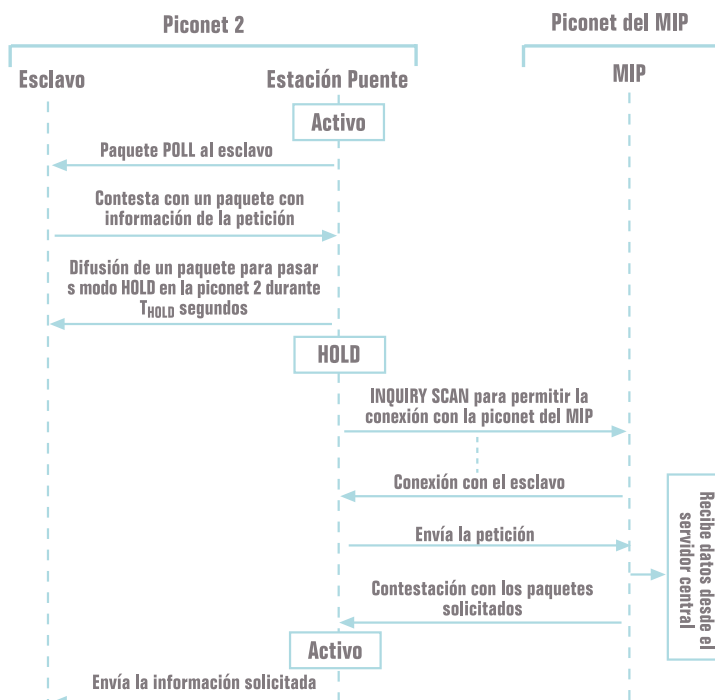 Piconet 2
Piconet del MIP
Esclavo
Estación Puente
MIP
Activo
Paquete POLL al esclavo
Contesta con un paquete con
información de la petición
Difusión de un paquete para pasar
s modo HOLD en la piconet 2 durante
THOLD segundos
HOLD
INQUIRY SCAN para permitir la
conexión con la piconet del MIP
Conexión con el esclavo
Envía la petición
Recibe datos desde el
servidor central
Contestación con los paquetes
solicitados
Activo
Envía la información solicitada